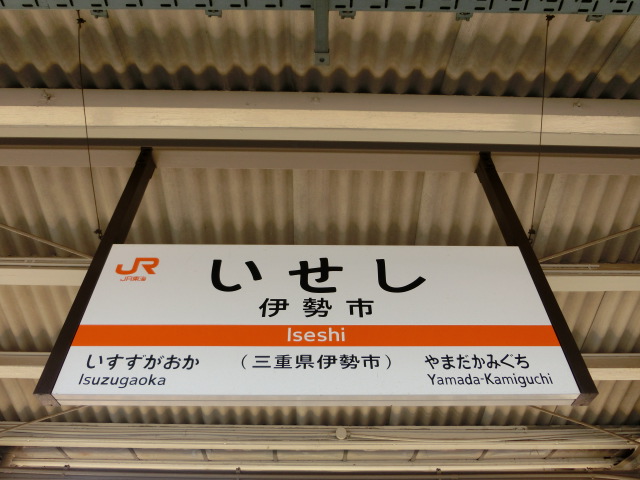 JR
JR東海
いせし
伊勢市
Iseshi
いすずがおか
Isuzugaoka
（三重県伊勢市）
やまだかみぐち
Yamada-Kamiguchi